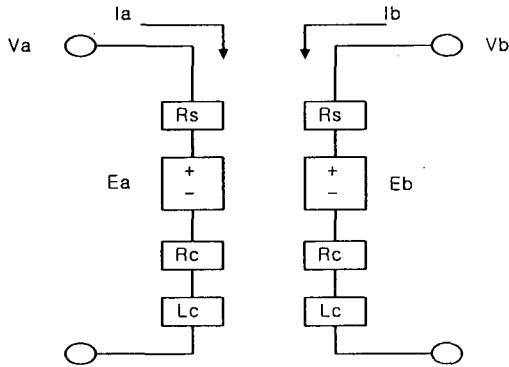 Ia Ib
Va Vb
Rs Rs
+ +
Ea − − Eb
Rc Rc
Lc Lc